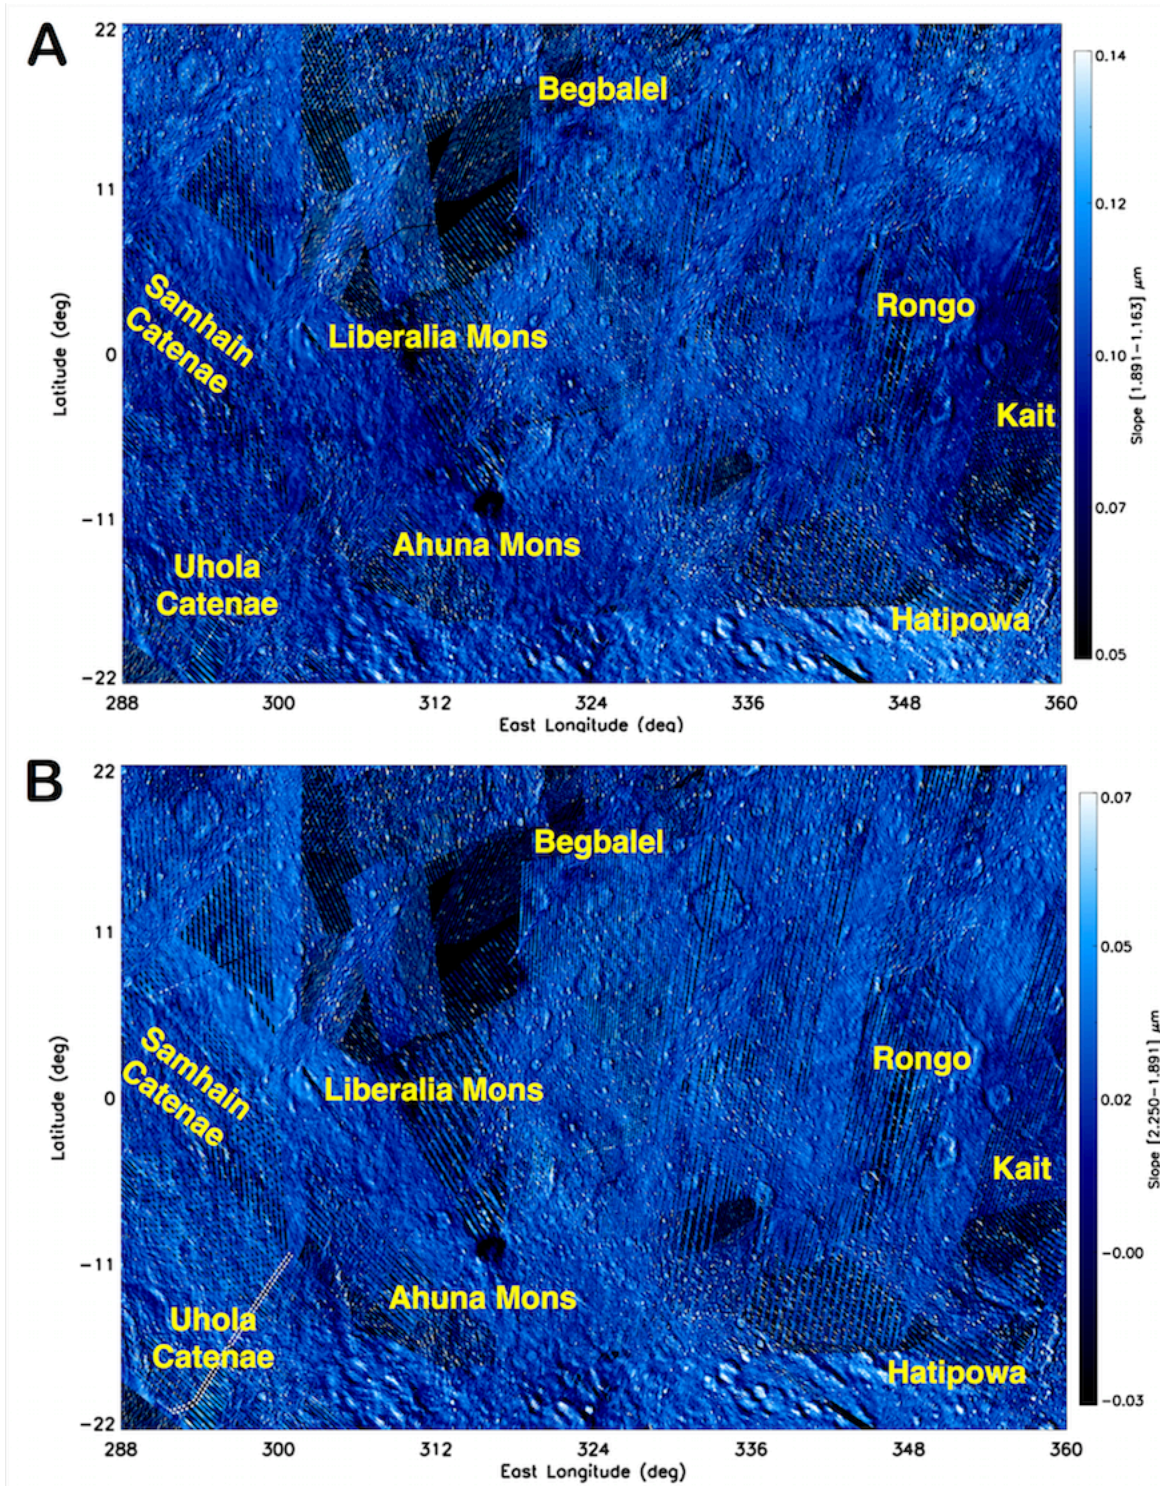 A
22
11
0
-11
-22
Latitude (deg)
288
300
312
324
336
348
360
East Longitude (deg)
Begbalel
Samhain
Catenae
Liberalia Mons
Rongo
Kait
Ahuna Mons
Uhola
Catenae
Hatipowa
0.14
0.12
0.10
0.07
0.05
Slope [1.891-1.163] μm
B
22
11
0
-11
-22
Latitude (deg)
288
300
312
324
336
348
360
East Longitude (deg)
Begbalel
Samhain
Catenae
Liberalia Mons
Rongo
Kait
Ahuna Mons
Uhola
Catenae
Hatipowa
0.07
0.05
0.02
-0.00
-0.03
Slope [2.250-1.891] μm